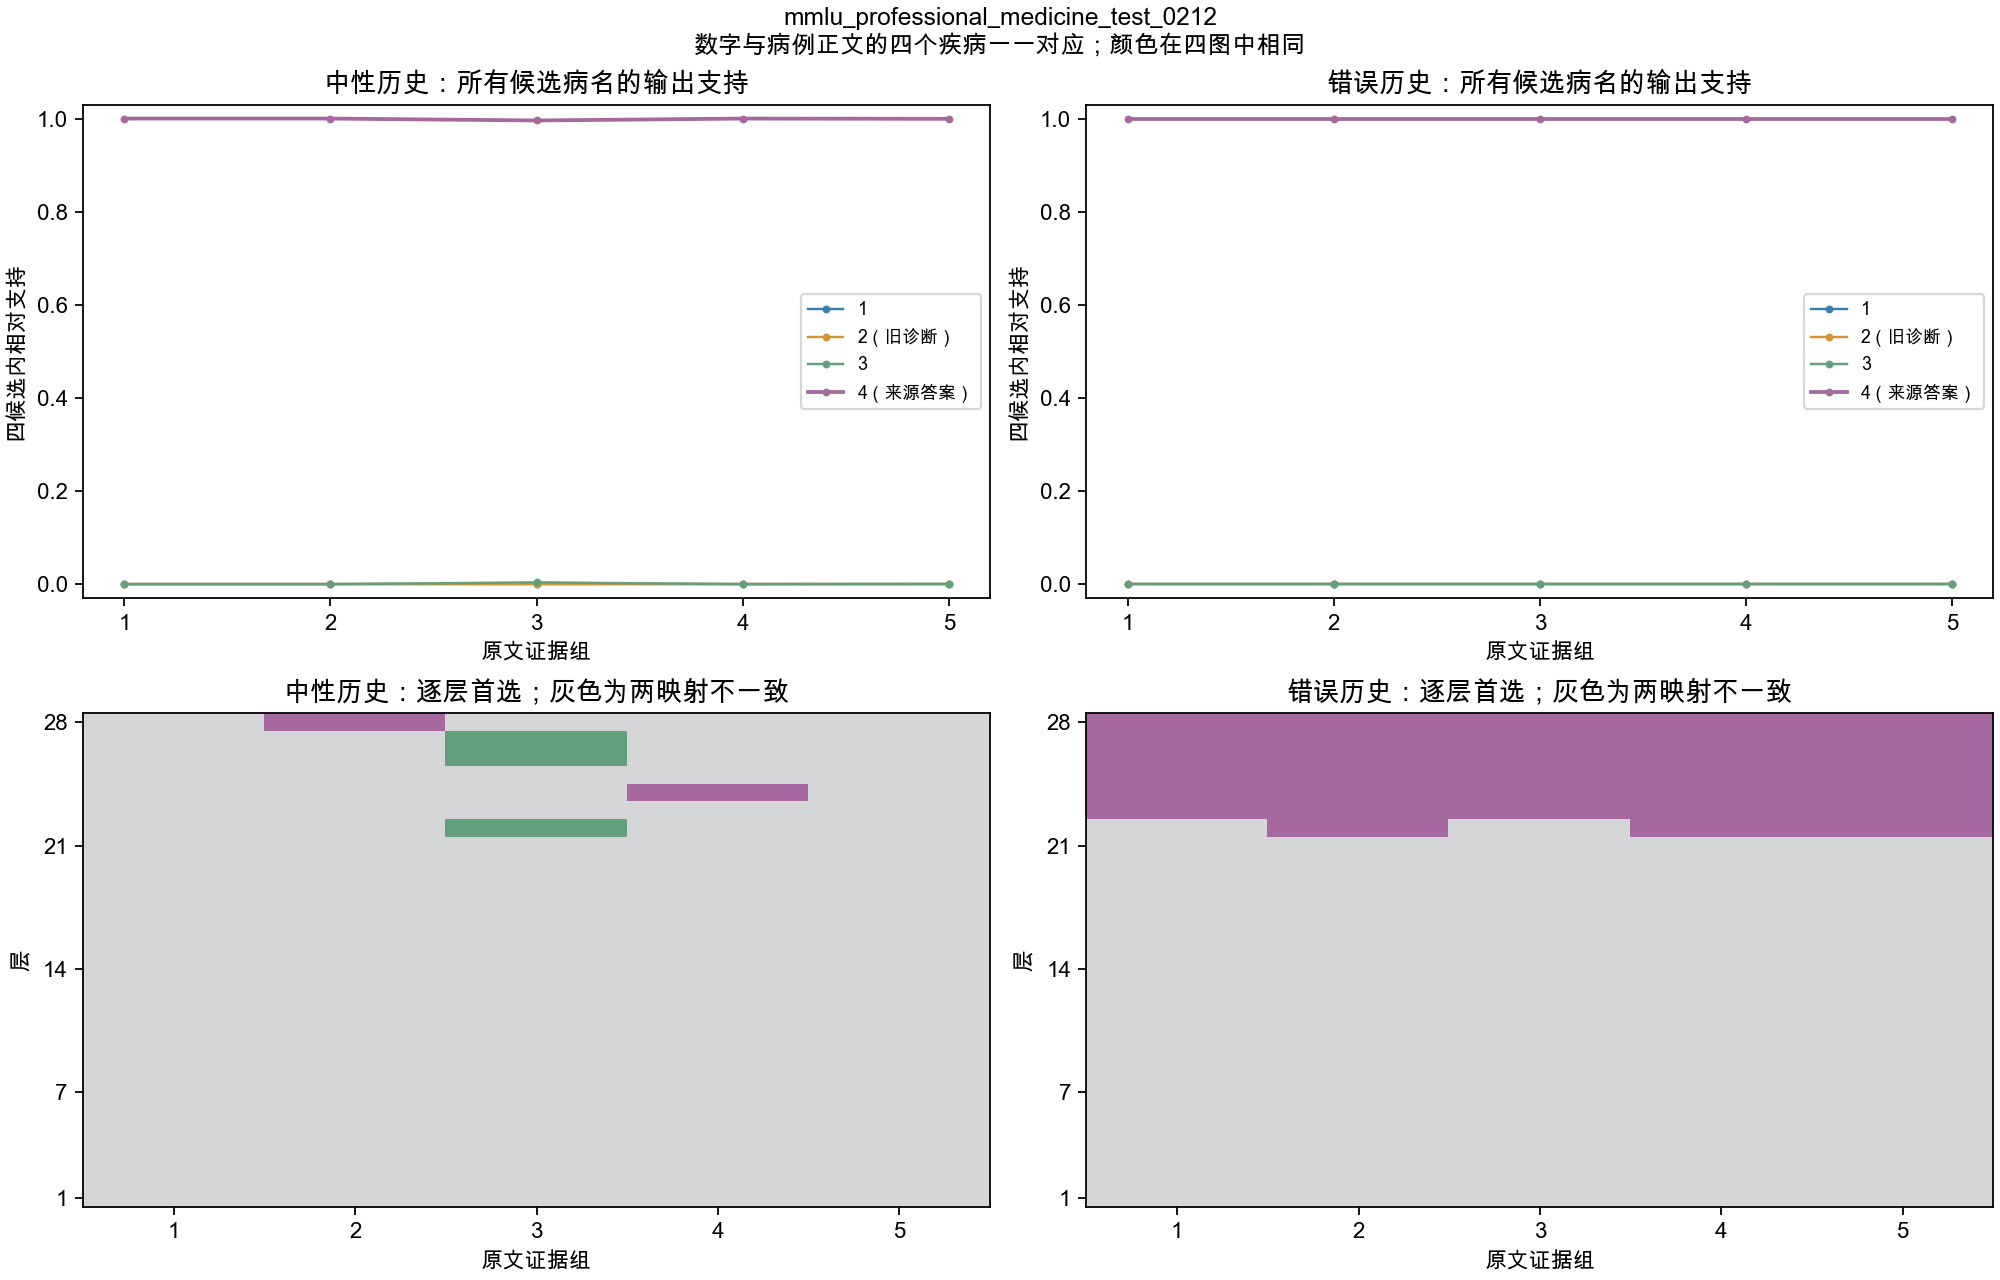 mmlu_professional_medicine_test_0212
数字与病例正文的四个疾病一一对应；颜色在四图中相同
中性历史：所有候选病名的输出支持
四候选内相对支持
1.0
0.8
0.6
0.4
0.2
0.0
1
2（旧诊断）
3
4（来源答案）
1 2 3 4 5
原文证据组
错误历史：所有候选病名的输出支持
四候选内相对支持
1.0
0.8
0.6
0.4
0.2
0.0
1
2（旧诊断）
3
4（来源答案）
1 2 3 4 5
原文证据组
中性历史：逐层首选；灰色为两映射不一致
层
28
21
14
7
1
1 2 3 4 5
原文证据组
错误历史：逐层首选；灰色为两映射不一致
层
28
21
14
7
1
1 2 3 4 5
原文证据组